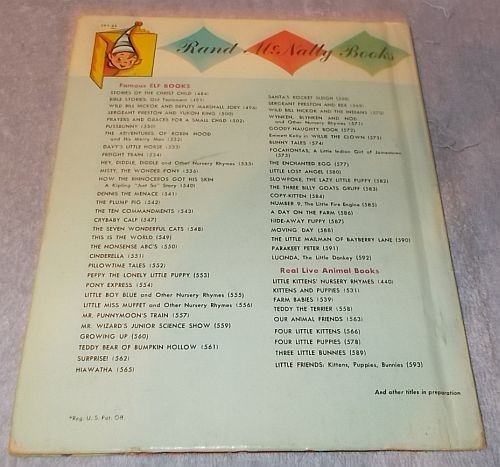 Rand McNally Books
Famous ELF BOOKS
STORIES OF THE CHRIST CHILD (484)
BIBLE STORIES: Old Testament (493)
WILD BILL HICKOK AND DEPUTY MARSHALL JOEY (494)
SERGEANT PRESTON AND YUKON KING (500)
PRAYERS AND GRACES FOR A SMALL CHILD (502)
MUSSBUNNY
THE ADVENTURES OF ROBIN HOOD
and His Merry Men (532)
DAVY'S LITTLE HORSE (533)
FREIGHT TRAIN (534)
HEY, DIDDLE, DIDDLE and Other Nursery Rhymes (535)
MISTY, THE WONDER PONY (536)
HOW THE RHINOCEROS GOT HIS SKIN
A Kipling "Just So" Story (540)
DENNIS THE MENACE (541)
THE PLUMP PIG (542)
THE TEN COMMANDMENTS (543)
CRYBABY CALF (547)
THE SEVEN WONDERFUL CATS (548)
THIS IS THE WORLD (549)
THE NONSENSE ABC'S (550)
CINDERELLA (551)
PILLOWTIME TALES (552)
PEPPY THE LONELY LITTLE PUPPY (553)
PONY EXPRESS (554)
LITTLE BOY BLUE and Other Nursery Rhymes (555)
LITTLE MISS MUFFET and Other Nursery Rhymes (556)
MR. PUNNYMOON'S TRAIN (557)
MR. WIZARD'S JUNIOR SCIENCE SHOW (559)
GROWING UP (560)
TEDDY BEAR OF BUMPKIN HOLLOW (561)
SURPRISE! (562)
HIAWATHA (565)
SANTA'S ROCKET SLEIGH
SERGEANT PRESTON AND REX (569)
WILD BILL HICKOK AND THE INDIANS (570)
WYNKEN, BLYNKEN AND NOD
and Other Nursery Rhymes (571)
GOODY-NAUGHTY BOOK (572)
Emmett Kelly in WILLIE THE CLOWN (573)
BUNNY TALES (574)
POCAHONTAS, A Little Indian Girl of Jamestown
(575)
THE ENCHANTED EGG (577)
LITTLE LOST ANGEL (580)
SLOWPOKE, THE LAZY LITTLE PUPPY (582)
THE THREE BILLY GOATS GRUFF (583)
COPY-KITTEN (584)
NUMBER 9, The Little Fire Engine (585)
A DAY ON THE FARM (586)
HIDE-AWAY PUPPY (587)
MOVING DAY (588)
THE LITTLE MAILMAN OF BAYBERRY LANE (590)
PARAKEET PETER (591)
LUCINDA, The Little Donkey (592)
Real Live Animal Books
LITTLE KITTENS' NURSERY RHYMES (440)
KITTENS AND PUPPIES (531)
FARM BABIES (539)
TEDDY THE TERRIER (558)
OUR ANIMAL FRIENDS (563)
FOUR LITTLE KITTENS (566)
FOUR LITTLE PUPPIES (578)
THREE LITTLE BUNNIES (589)
LITTLE FRIENDS: Kittens, Puppies, Bunnies (593)
And other titles in preparation
*Reg. U. S. Pat. Off.